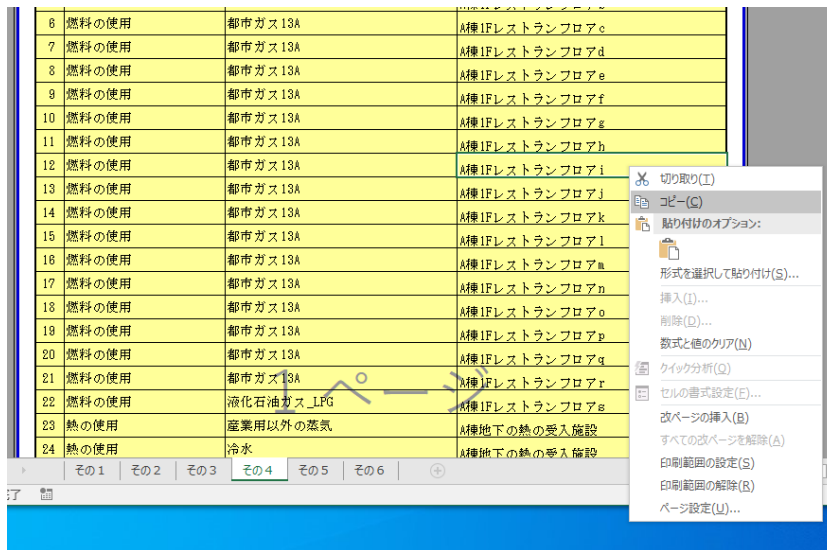 6 燃料の使用 都市ガス13A A棟1Fレストランフロアc
7 燃料の使用 都市ガス13A A棟1Fレストランフロアd
8 燃料の使用 都市ガス13A A棟1Fレストランフロアe
9 燃料の使用 都市ガス13A A棟1Fレストランフロアf
10 燃料の使用 都市ガス13A A棟1Fレストランフロアg
11 燃料の使用 都市ガス13A A棟1Fレストランフロアh
12 燃料の使用 都市ガス13A A棟1Fレストランフロアi
13 燃料の使用 都市ガス13A A棟1Fレストランフロアj
14 燃料の使用 都市ガス13A A棟1Fレストランフロアk
15 燃料の使用 都市ガス13A A棟1Fレストランフロアl
16 燃料の使用 都市ガス13A A棟1Fレストランフロアm
17 燃料の使用 都市ガス13A A棟1Fレストランフロアn
18 燃料の使用 都市ガス13A A棟1Fレストランフロアo
19 燃料の使用 都市ガス13A A棟1Fレストランフロアp
20 燃料の使用 都市ガス13A A棟1Fレストランフロアq
21 燃料の使用 都市ガス13A A棟1Fレストランフロアr
22 燃料の使用 液化石油ガス_LPG A棟1Fレストランフロアs
23 熱の使用 産業用以外の蒸気 A棟地下の熱の受入施設
24 熱の使用 冷水 A棟地下の熱の受入施設
1 ページ
切り取り(T)
コピー(C)
貼り付けのオプション:
形式を選択して貼り付け(S)...
挿入(I)...
削除(D)...
数式と値のクリア(N)
クイック分析(Q)
セルの書式設定(F)...
改ページの挿入(B)
すべての改ページを解除(A)
印刷範囲の設定(S)
印刷範囲の解除(R)
ページ設定(U)...
その1 その2 その3 その4 その5 その6